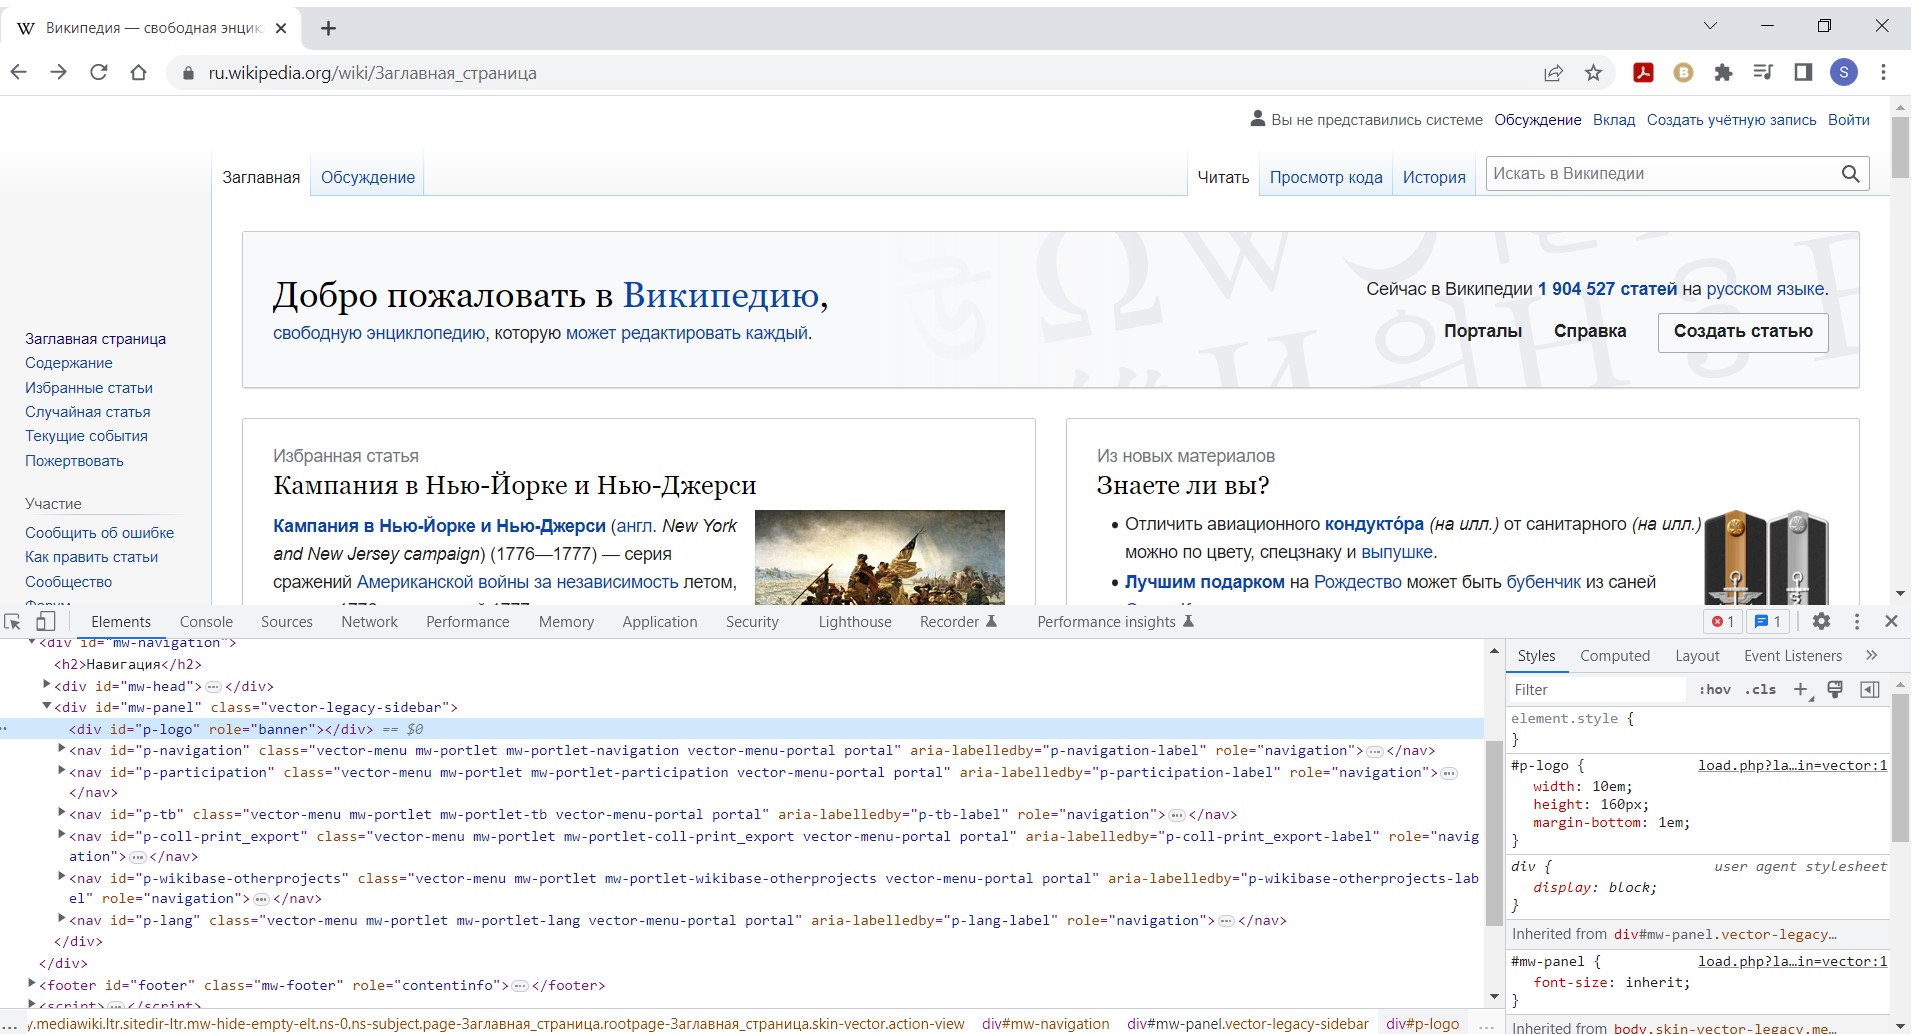 Википедия — свободная энцик
ru.wikipedia.org/wiki/Заглавная_страница
S
Вы не представились системе Обсуждение Вклад Создать учётную запись Войти
Заглавная Обсуждение Читать Просмотр кода История Искать в Википедии
Добро пожаловать в Википедию,
свободную энциклопедию, которую может редактировать каждый.
Сейчас в Википедии 1 904 527 статей на русском языке.
Порталы Справка Создать статью
Заглавная страница
Содержание
Избранные статьи
Случайная статья
Текущие события
Пожертвовать
Участие
Сообщить об ошибке
Как править статьи
Сообщество
Форум
Избранная статья
Кампания в Нью-Йорке и Нью-Джерси
Кампания в Нью-Йорке и Нью-Джерси (англ. New York
and New Jersey campaign) (1776—1777) — серия
сражений Американской войны за независимость летом,
Из новых материалов
Знаете ли вы?
Отличить авиационного кондукто́ра (на илл.) от санитарного (на илл.)
можно по цвету, спецзнаку и выпушке.
Лучшим подарком на Рождество может быть бубенчик из саней
Elements Console Sources Network Performance Memory Application Security Lighthouse Recorder Performance insights 1 1
<div id="mw-navigation">
<h2>Навигация</h2>
<div id="mw-head">…</div>
<div id="mw-panel" class="vector-legacy-sidebar">
<div id="p-logo" role="banner"></div> == $0
<nav id="p-navigation" class="vector-menu mw-portlet mw-portlet-navigation vector-menu-portal portal" aria-labelledby="p-navigation-label" role="navigation">…</nav>
<nav id="p-participation" class="vector-menu mw-portlet mw-portlet-participation vector-menu-portal portal" aria-labelledby="p-participation-label" role="navigation">…
</nav>
<nav id="p-tb" class="vector-menu mw-portlet mw-portlet-tb vector-menu-portal portal" aria-labelledby="p-tb-label" role="navigation">…</nav>
<nav id="p-coll-print_export" class="vector-menu mw-portlet mw-portlet-coll-print_export vector-menu-portal portal" aria-labelledby="p-coll-print_export-label" role="navig
ation">…</nav>
<nav id="p-wikibase-otherprojects" class="vector-menu mw-portlet mw-portlet-wikibase-otherprojects vector-menu-portal portal" aria-labelledby="p-wikibase-otherprojects-lab
el" role="navigation">…</nav>
<nav id="p-lang" class="vector-menu mw-portlet mw-portlet-lang vector-menu-portal portal" aria-labelledby="p-lang-label" role="navigation">…</nav>
</div>
</div>
<footer id="footer" class="mw-footer" role="contentinfo">…</footer>
<script>…</script>
… y.mediawiki.ltr.sitedir-ltr.mw-hide-empty-elt.ns-0.ns-subject.page-Заглавная_страница.rootpage-Заглавная_страница.skin-vector.action-view div#mw-navigation div#mw-panel.vector-legacy-sidebar div#p-logo …
Styles Computed Layout Event Listeners »
Filter :hov .cls +
element.style {
}
#p-logo { load.php?la…in=vector:1
width: 10em;
height: 160px;
margin-bottom: 1em;
}
div { user agent stylesheet
display: block;
}
Inherited from div#mw-panel.vector-legacy…
#mw-panel { load.php?la…in=vector:1
font-size: inherit;
}
Inherited from body.skin-vector-legacy.me…